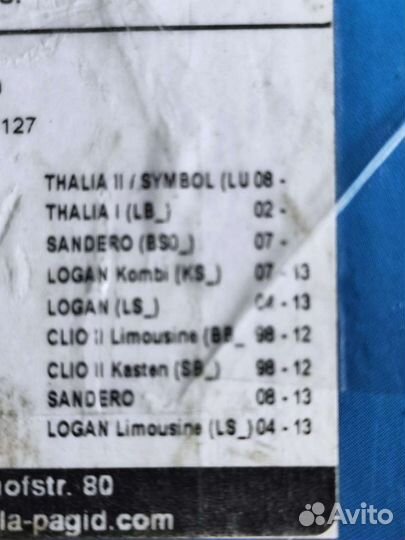 127
THALIA II / SYMBOL (LU 08 -
THALIA I (LB_) 02 -
SANDERO (BS0_) 07 -
LOGAN Kombi (KS_) 07 - 13
LOGAN (LS_) 04 - 13
CLIO II Limousine (BB_ 98 - 12
CLIO II Kasten (SB_) 98 - 12
SANDERO 08 - 13
LOGAN Limousine (LS_) 04 - 13
hofstr. 80
la-pagid.com
Avito